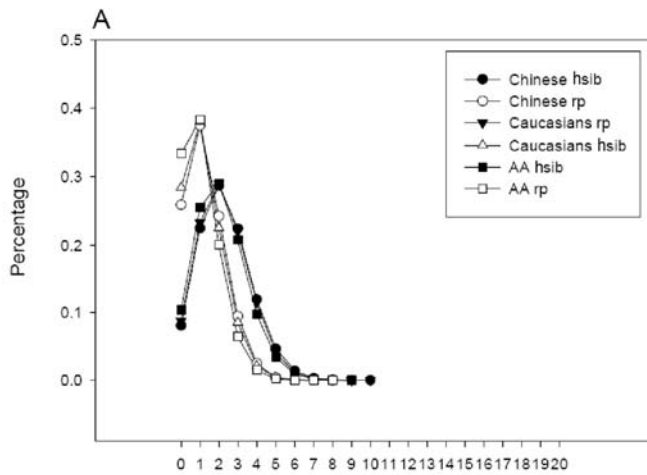 A
0.5
0.4
0.3
0.2
0.1
0.0
Percentage
Chinese hsib
Chinese rp
Caucasians rp
Caucasians hsib
AA hsib
AA rp
0 1 2 3 4 5 6 7 8 9 10 11 12 13 14 15 16 17 18 19 20